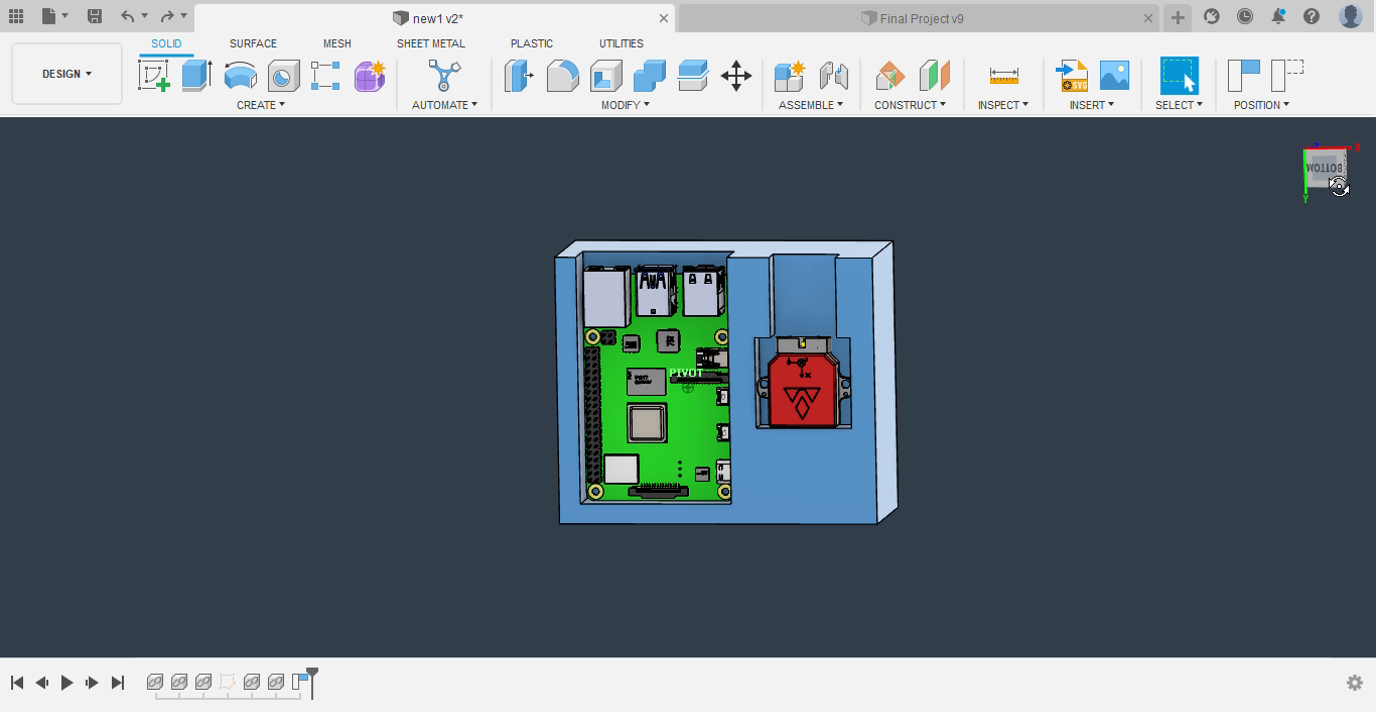 new1 v2*
Final Project v9
DESIGN
SOLID
SURFACE
MESH
SHEET METAL
PLASTIC
UTILITIES
CREATE
AUTOMATE
MODIFY
ASSEMBLE
CONSTRUCT
INSPECT
SVG
INSERT
SELECT
POSITION
X
BOTTOM
Y
PIVOT